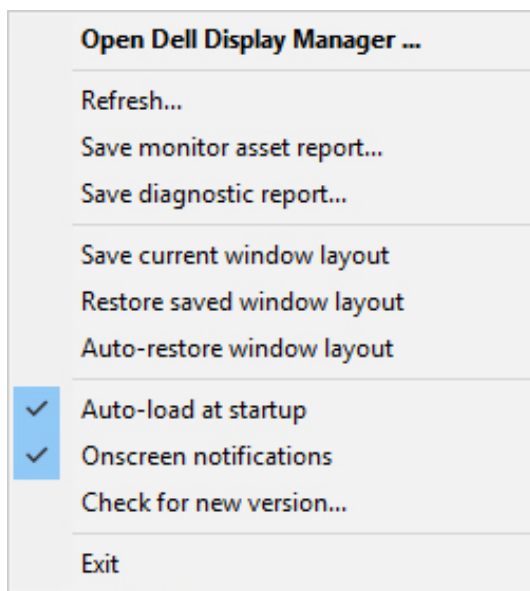 Open Dell Display Manager ...
Refresh...
Save monitor asset report...
Save diagnostic report...
Save current window layout
Restore saved window layout
Auto-restore window layout
Auto-load at startup
Onscreen notifications
Check for new version...
Exit